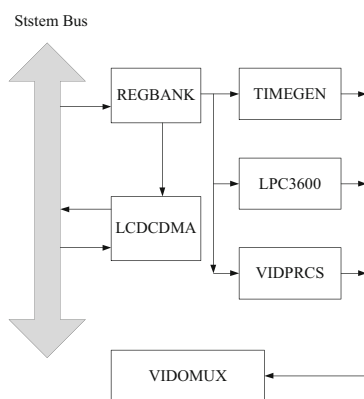 Ststem Bus
REGBANK
TIMEGEN
LPC3600
LCDCDMA
VIDPRCS
VIDOMUX